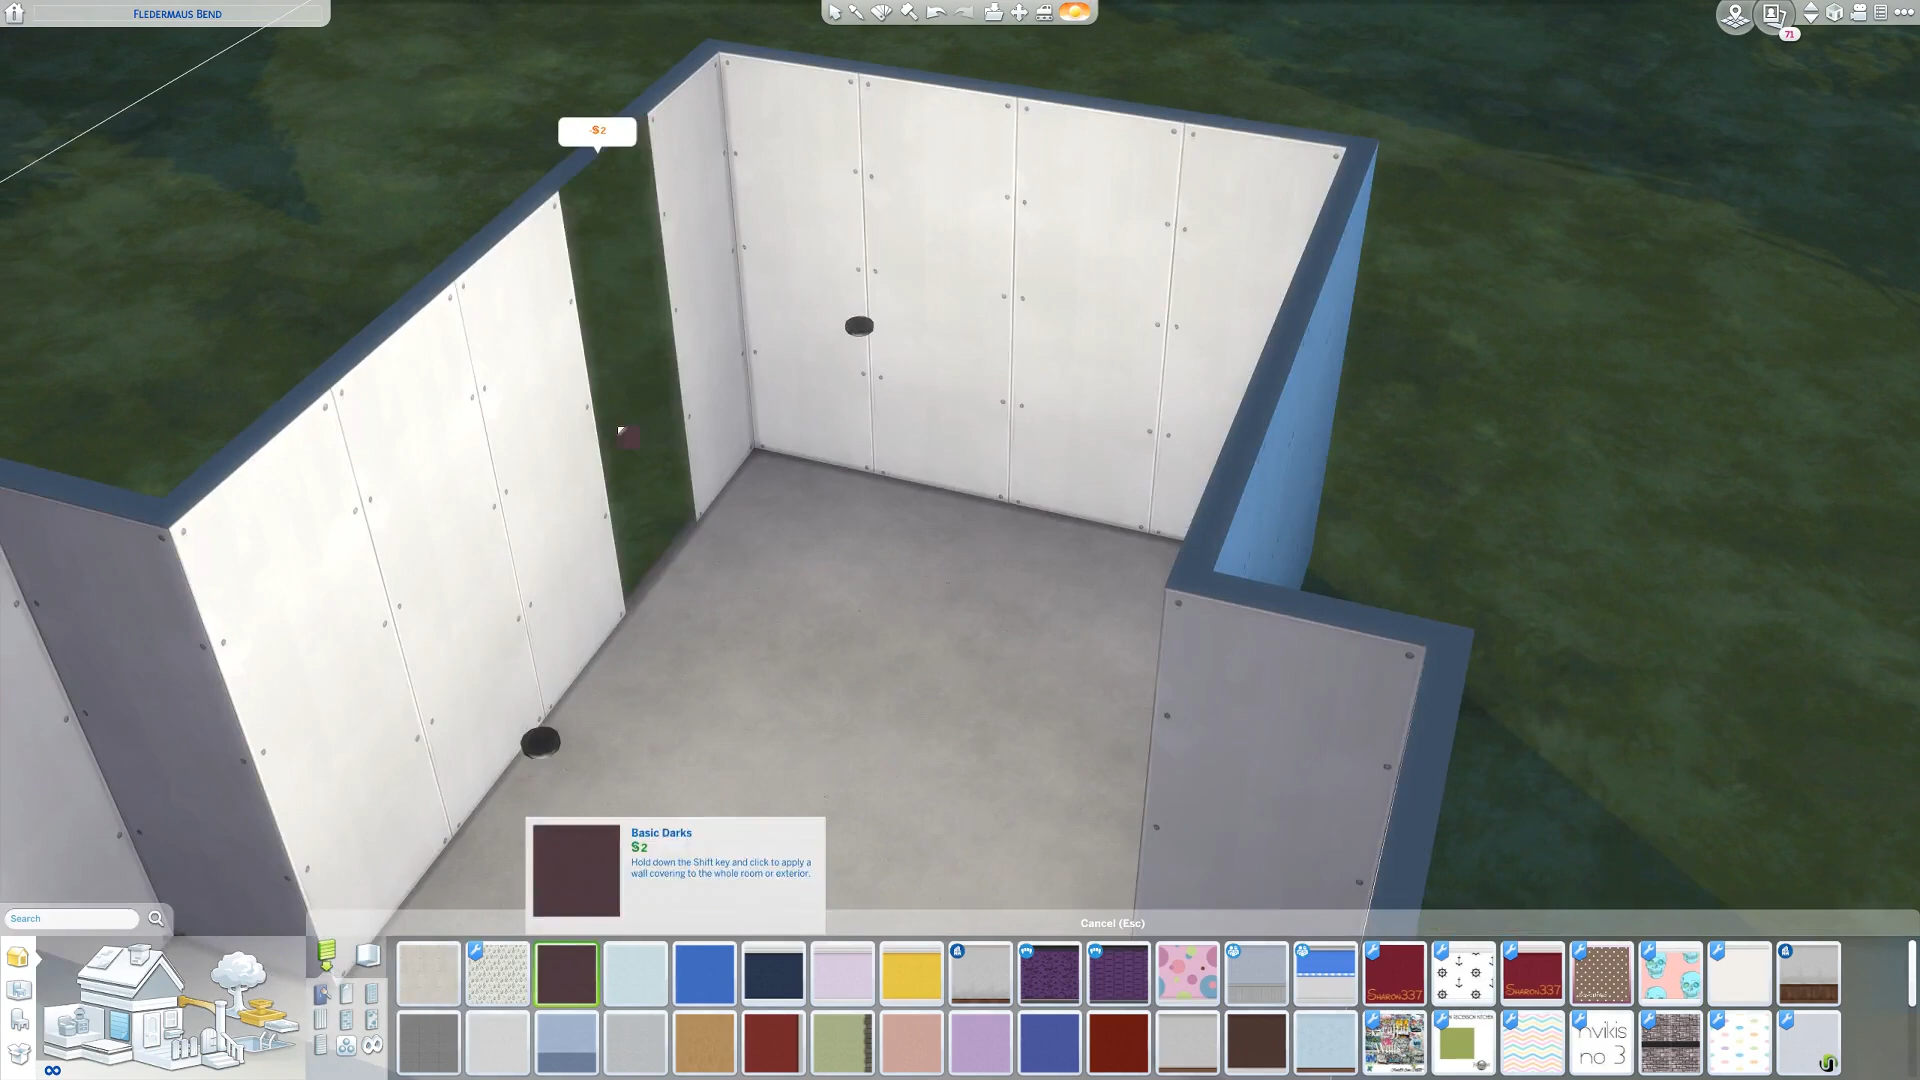 FLEDERMAUS BEND
71
-§2
Basic Darks
§2
Hold down the Shift key and click to apply a
wall covering to the whole room or exterior.
Search
Cancel (Esc)
SHARON337
SHARON337
nvikis
no 3